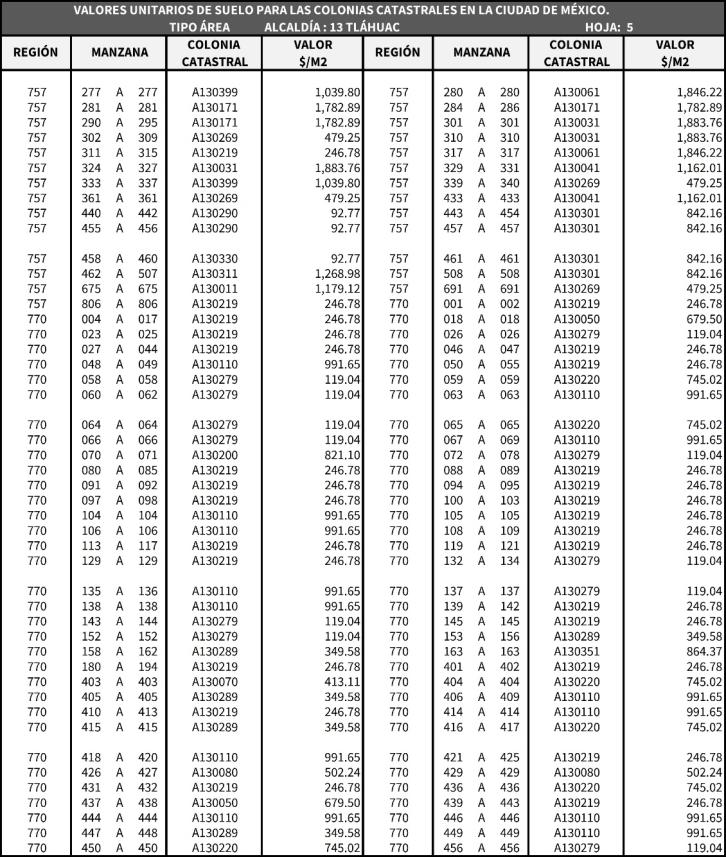 VALORES UNITARIOS DE SUELO PARA LAS COLONIAS CATASTRALES EN LA CIUDAD DE MÉXICO.
TIPO ÁREA ALCALDÍA : 13 TLÁHUAC HOJA: 5
REGIÓN MANZANA COLONIA CATASTRAL VALOR $/M2 REGIÓN MANZANA COLONIA CATASTRAL VALOR $/M2
757 277 A 277 A130399 1,039.80 757 280 A 280 A130061 1,846.22
757 281 A 281 A130171 1,782.89 757 284 A 286 A130171 1,782.89
757 290 A 295 A130171 1,782.89 757 301 A 301 A130031 1,883.76
757 302 A 309 A130269 479.25 757 310 A 310 A130031 1,883.76
757 311 A 315 A130219 246.78 757 317 A 317 A130061 1,846.22
757 324 A 327 A130031 1,883.76 757 329 A 331 A130041 1,162.01
757 333 A 337 A130399 1,039.80 757 339 A 340 A130269 479.25
757 361 A 361 A130269 479.25 757 433 A 433 A130041 1,162.01
757 440 A 442 A130290 92.77 757 443 A 454 A130301 842.16
757 455 A 456 A130290 92.77 757 457 A 457 A130301 842.16
757 458 A 460 A130330 92.77 757 461 A 461 A130301 842.16
757 462 A 507 A130311 1,268.98 757 508 A 508 A130301 842.16
757 675 A 675 A130011 1,179.12 757 691 A 691 A130269 479.25
757 806 A 806 A130219 246.78 770 001 A 002 A130219 246.78
770 004 A 017 A130219 246.78 770 018 A 018 A130050 679.50
770 023 A 025 A130219 246.78 770 026 A 026 A130279 119.04
770 027 A 044 A130219 246.78 770 046 A 047 A130219 246.78
770 048 A 049 A130110 991.65 770 050 A 055 A130219 246.78
770 058 A 058 A130279 119.04 770 059 A 059 A130220 745.02
770 060 A 062 A130279 119.04 770 063 A 063 A130110 991.65
770 064 A 064 A130279 119.04 770 065 A 065 A130220 745.02
770 066 A 066 A130279 119.04 770 067 A 069 A130110 991.65
770 070 A 071 A130200 821.10 770 072 A 078 A130279 119.04
770 080 A 085 A130219 246.78 770 088 A 089 A130219 246.78
770 091 A 092 A130219 246.78 770 094 A 095 A130219 246.78
770 097 A 098 A130219 246.78 770 100 A 103 A130219 246.78
770 104 A 104 A130110 991.65 770 105 A 105 A130219 246.78
770 106 A 106 A130110 991.65 770 108 A 109 A130219 246.78
770 113 A 117 A130219 246.78 770 119 A 121 A130219 246.78
770 129 A 129 A130219 246.78 770 132 A 134 A130279 119.04
770 135 A 136 A130110 991.65 770 137 A 137 A130279 119.04
770 138 A 138 A130110 991.65 770 139 A 142 A130219 246.78
770 143 A 144 A130279 119.04 770 145 A 145 A130219 246.78
770 152 A 152 A130279 119.04 770 153 A 156 A130289 349.58
770 158 A 162 A130289 349.58 770 163 A 163 A130351 864.37
770 180 A 194 A130219 246.78 770 401 A 402 A130219 246.78
770 403 A 403 A130070 413.11 770 404 A 404 A130220 745.02
770 405 A 405 A130289 349.58 770 406 A 409 A130110 991.65
770 410 A 413 A130219 246.78 770 414 A 414 A130110 991.65
770 415 A 415 A130289 349.58 770 416 A 417 A130220 745.02
770 418 A 420 A130110 991.65 770 421 A 425 A130219 246.78
770 426 A 427 A130080 502.24 770 429 A 429 A130080 502.24
770 431 A 432 A130219 246.78 770 436 A 436 A130220 745.02
770 437 A 438 A130050 679.50 770 439 A 443 A130219 246.78
770 444 A 444 A130110 991.65 770 446 A 446 A130110 991.65
770 447 A 448 A130289 349.58 770 449 A 449 A130110 991.65
770 450 A 450 A130220 745.02 770 456 A 456 A130279 119.04